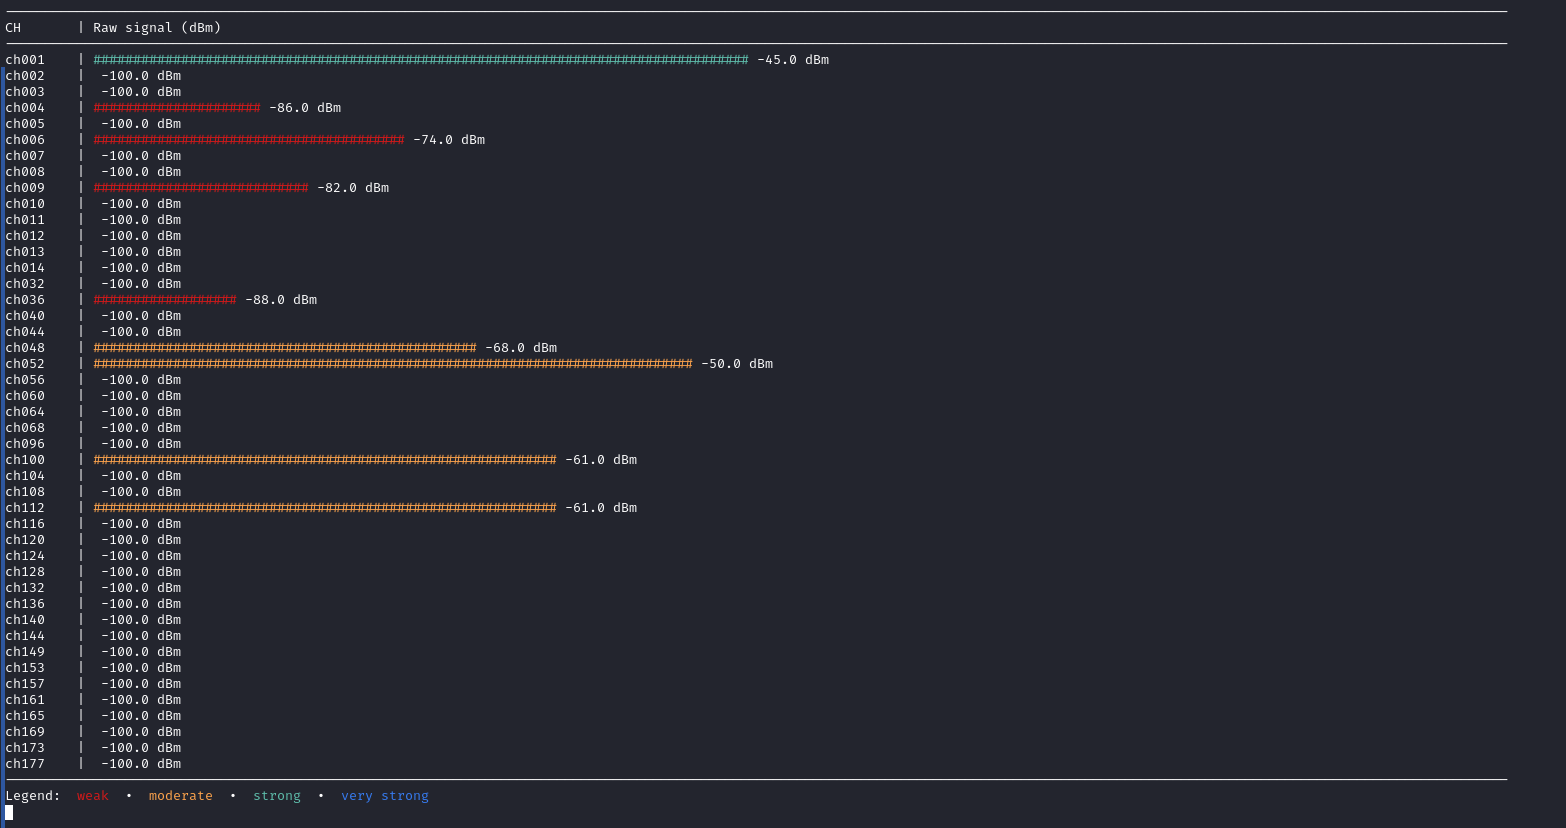 CH | Raw signal (dBm)
ch001 | ################################################################################## -45.0 dBm
ch002 | -100.0 dBm
ch003 | -100.0 dBm
ch004 | ##################### -86.0 dBm
ch005 | -100.0 dBm
ch006 | ####################################### -74.0 dBm
ch007 | -100.0 dBm
ch008 | -100.0 dBm
ch009 | ########################### -82.0 dBm
ch010 | -100.0 dBm
ch011 | -100.0 dBm
ch012 | -100.0 dBm
ch013 | -100.0 dBm
ch014 | -100.0 dBm
ch032 | -100.0 dBm
ch036 | ################## -88.0 dBm
ch040 | -100.0 dBm
ch044 | -100.0 dBm
ch048 | ################################################ -68.0 dBm
ch052 | ########################################################################### -50.0 dBm
ch056 | -100.0 dBm
ch060 | -100.0 dBm
ch064 | -100.0 dBm
ch068 | -100.0 dBm
ch096 | -100.0 dBm
ch100 | ########################################################## -61.0 dBm
ch104 | -100.0 dBm
ch108 | -100.0 dBm
ch112 | ########################################################## -61.0 dBm
ch116 | -100.0 dBm
ch120 | -100.0 dBm
ch124 | -100.0 dBm
ch128 | -100.0 dBm
ch132 | -100.0 dBm
ch136 | -100.0 dBm
ch140 | -100.0 dBm
ch144 | -100.0 dBm
ch149 | -100.0 dBm
ch153 | -100.0 dBm
ch157 | -100.0 dBm
ch161 | -100.0 dBm
ch165 | -100.0 dBm
ch169 | -100.0 dBm
ch173 | -100.0 dBm
ch177 | -100.0 dBm
Legend: weak • moderate • strong • very strong